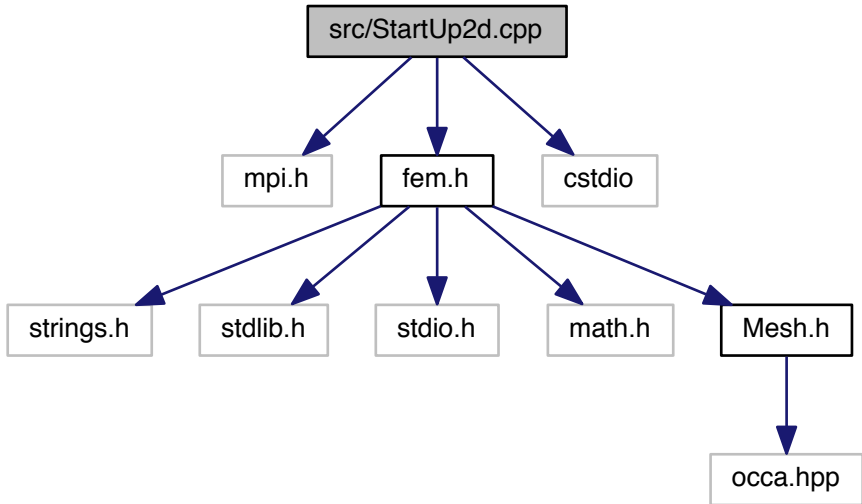 src/StartUp2d.cpp
mpi.h
fem.h
cstdio
strings.h
stdlib.h
stdio.h
math.h
Mesh.h
occa.hpp